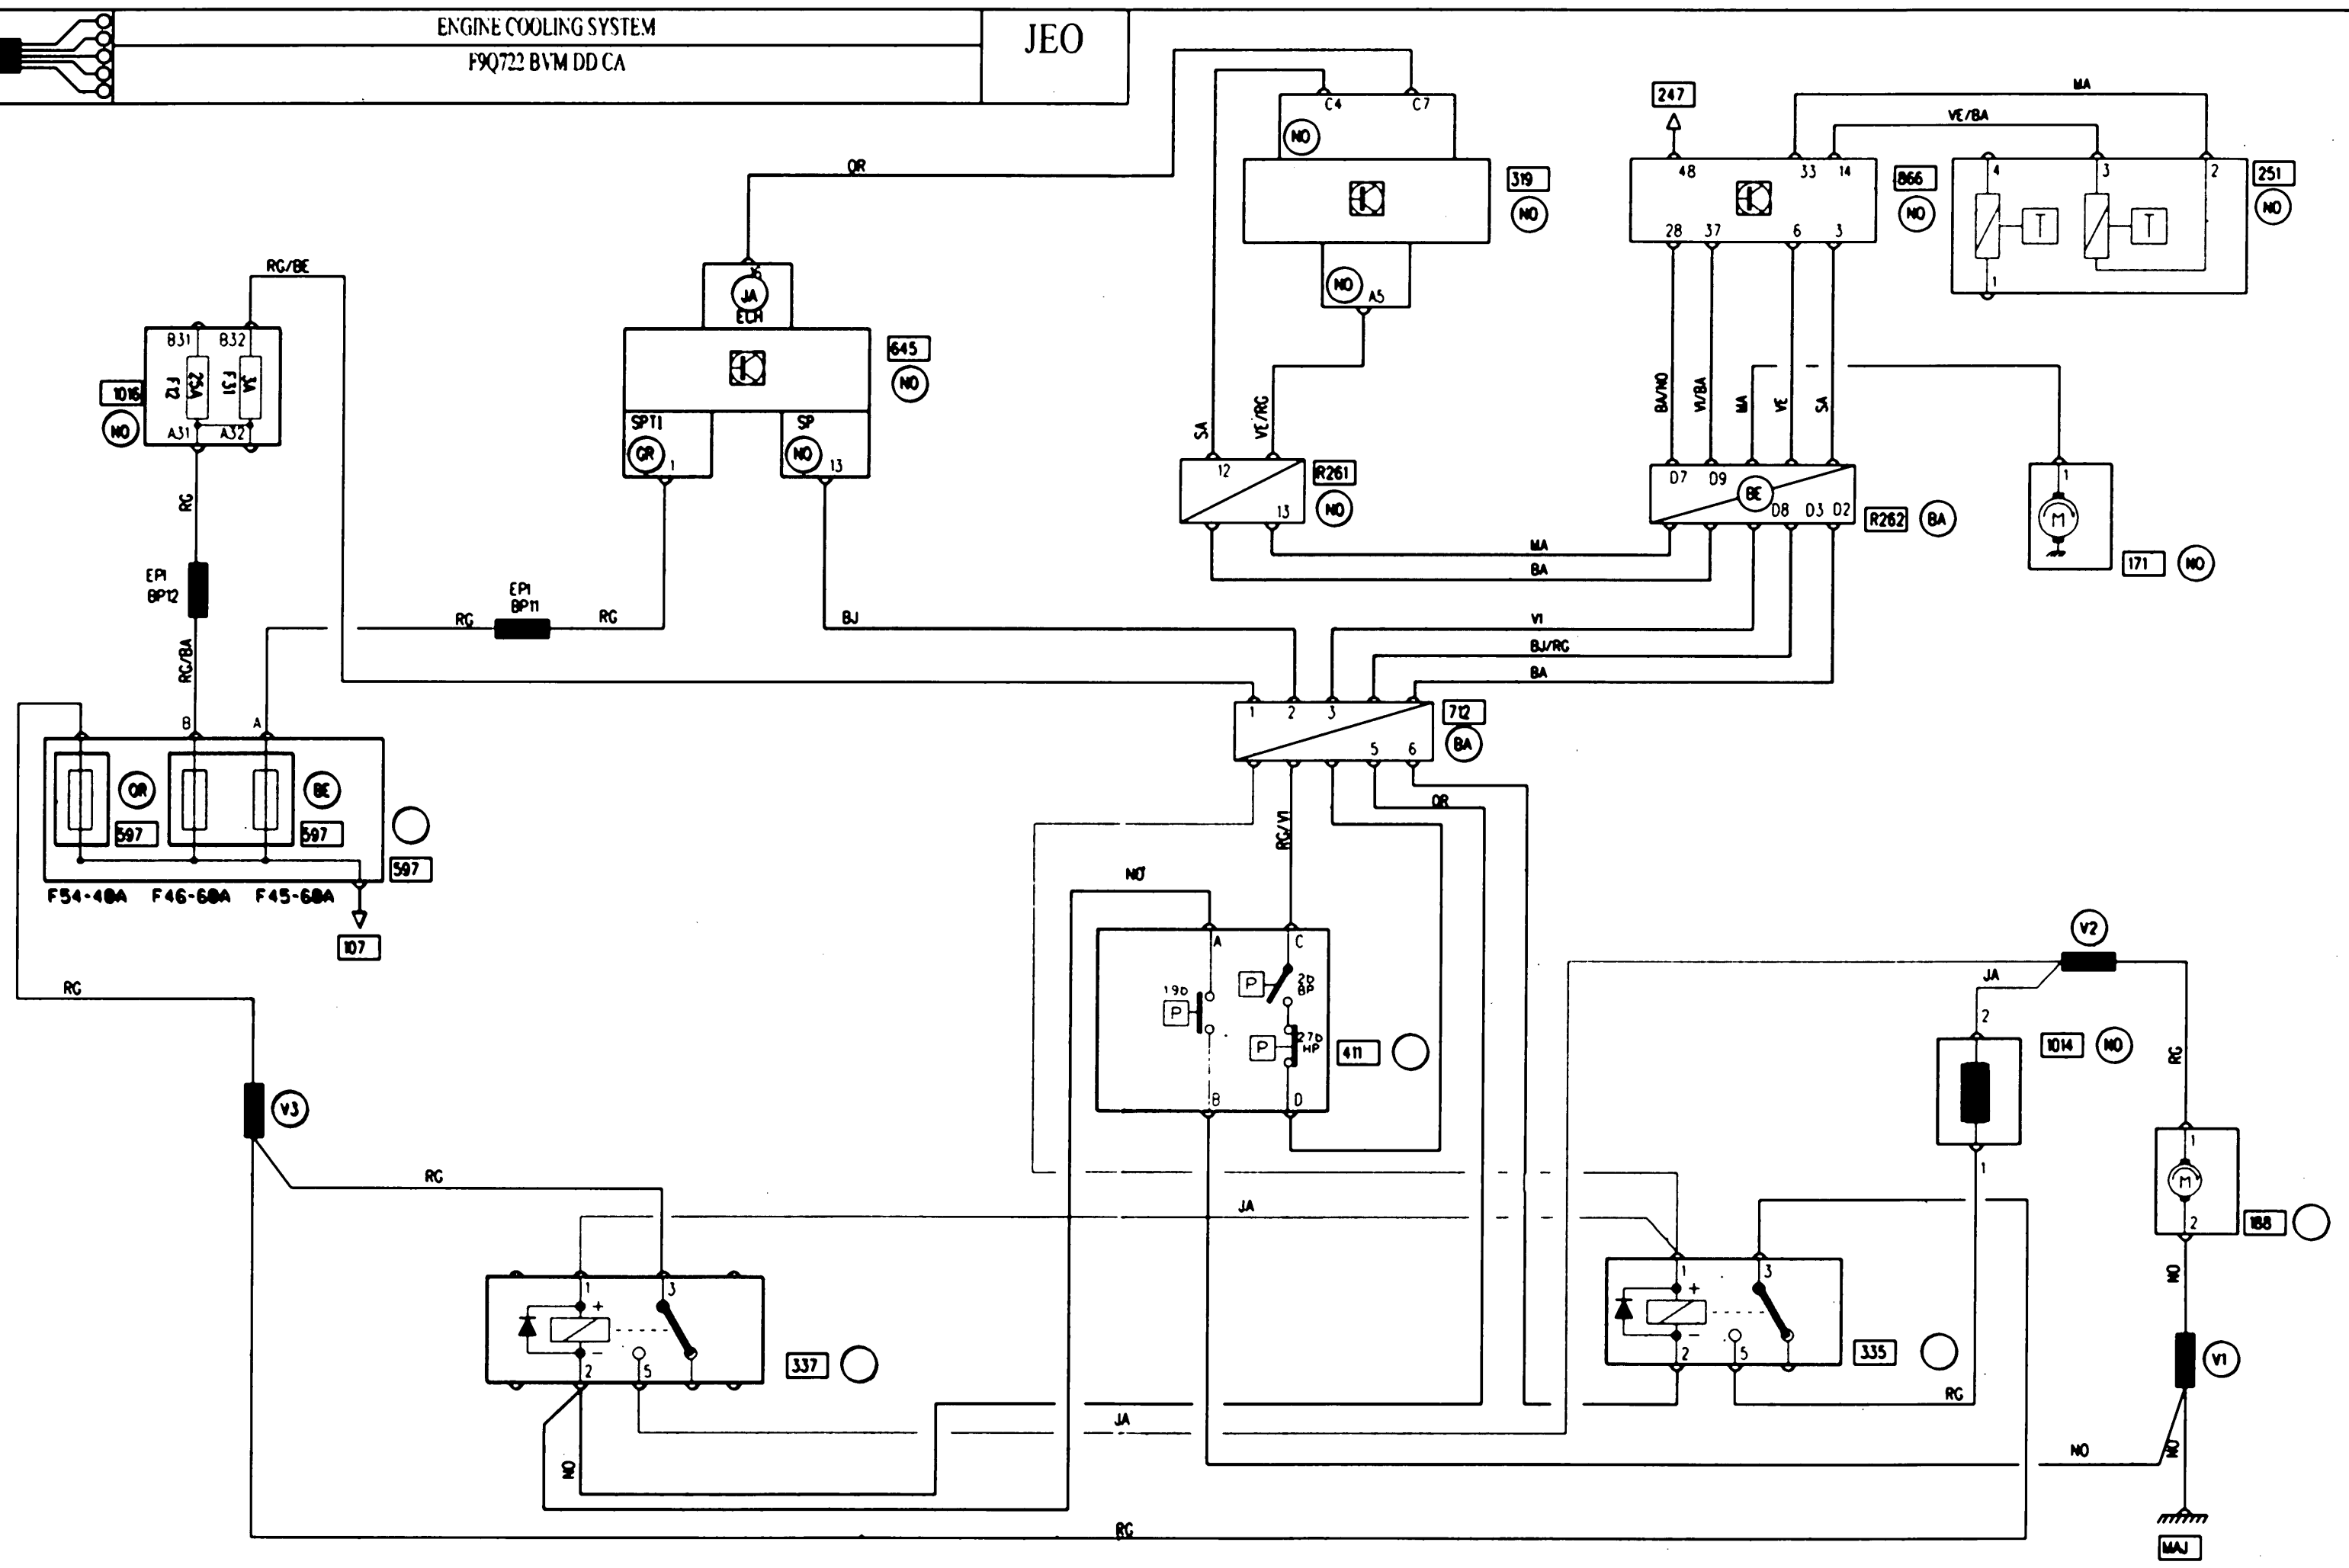 ENGINE COOLING SYSTEM
F9Q722 BVM DD CA
JEO
OR
C4
C7
NO
319
NO
NO
A5
247
MA
VE/BA
48
33
14
866
NO
28
37
6
3
4
3
2
T
T
1
251
NO
RG/BE
B31
B32
F12
25A
F31
3A
A31
A32
1016
NO
JA
ELH
645
NO
SPT1
GR
1
SP
NO
13
SA
VE/RG
12
13
R261
NO
BA/NO
VI/BA
MA
VE
SA
D7
D9
BE
D8
D3
D2
R262
BA
1
M
171
NO
RG
EP1
BP12
RG/BA
RG
EP1
BP11
RG
BJ
MA
BA
VI
BJ/RG
BA
B
A
OR
597
BE
597
597
F54-40A
F46-60A
F45-60A
107
1
2
3
5
6
712
BA
OR
RG/VI
NO
A
C
19b
P
P
2b
BP
P
27b
HP
B
D
411
RG
V3
RG
JA
V2
JA
2
1014
NO
1
RG
1
M
2
188
NO
V1
NO
NO
MAJ
1
3
+
-
2
5
337
NO
JA
1
3
+
-
2
5
335
RG
RG